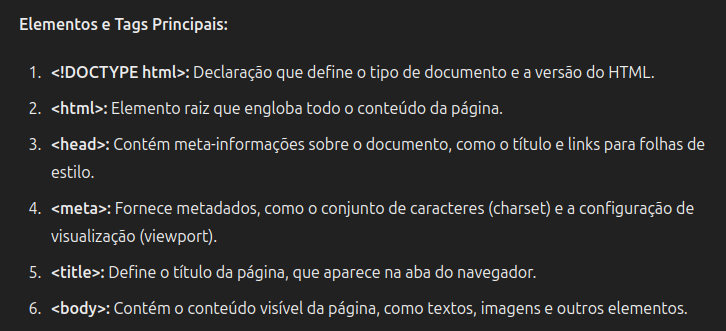 Elementos e Tags Principais:
1. <!DOCTYPE html>: Declaração que define o tipo de documento e a versão do HTML.
2. <html>: Elemento raiz que engloba todo o conteúdo da página.
3. <head>: Contém meta-informações sobre o documento, como o título e links para folhas de
estilo.
4. <meta>: Fornece metadados, como o conjunto de caracteres (charset) e a configuração de
visualização (viewport).
5. <title>: Define o título da página, que aparece na aba do navegador.
6. <body>: Contém o conteúdo visível da página, como textos, imagens e outros elementos.